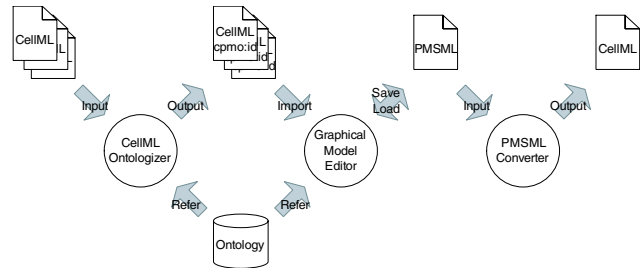 CellML
CellML
cpmo:id
PMSML
CellML
Input
Output
Import
Save
Load
Input
Output
CellML
Ontologizer
Graphical
Model
Editor
PMSML
Converter
Refer
Refer
Ontology